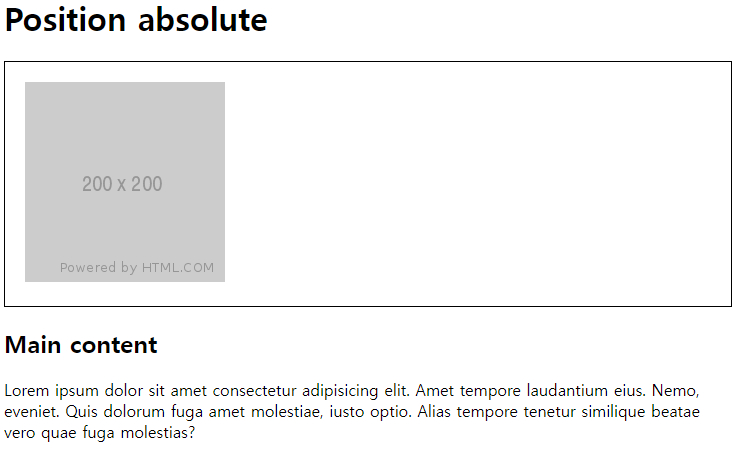 Position absolute
200 x 200
Powered by HTML.COM
Main content
Lorem ipsum dolor sit amet consectetur adipisicing elit. Amet tempore laudantium eius. Nemo,
eveniet. Quis dolorum fuga amet molestiae, iusto optio. Alias tempore tenetur similique beatae
vero quae fuga molestias?